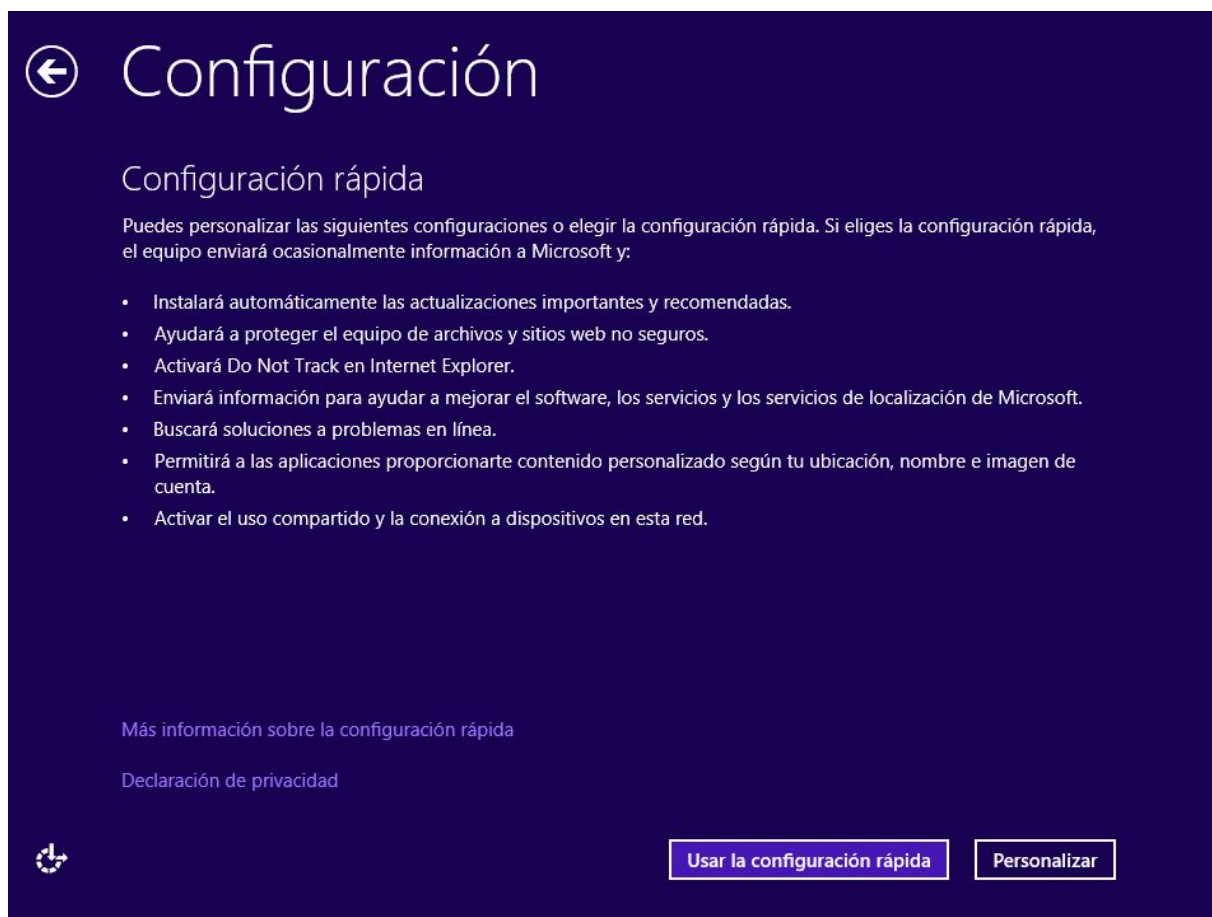 Configuración
Configuración rápida
Puedes personalizar las siguientes configuraciones o elegir la configuración rápida. Si eliges la configuración rápida,
el equipo enviará ocasionalmente información a Microsoft y:
• Instalará automáticamente las actualizaciones importantes y recomendadas.
• Ayudará a proteger el equipo de archivos y sitios web no seguros.
• Activará Do Not Track en Internet Explorer.
• Enviará información para ayudar a mejorar el software, los servicios y los servicios de localización de Microsoft.
• Buscará soluciones a problemas en línea.
• Permitirá a las aplicaciones proporcionarte contenido personalizado según tu ubicación, nombre e imagen de
cuenta.
• Activar el uso compartido y la conexión a dispositivos en esta red.
Más información sobre la configuración rápida
Declaración de privacidad
Usar la configuración rápida Personalizar